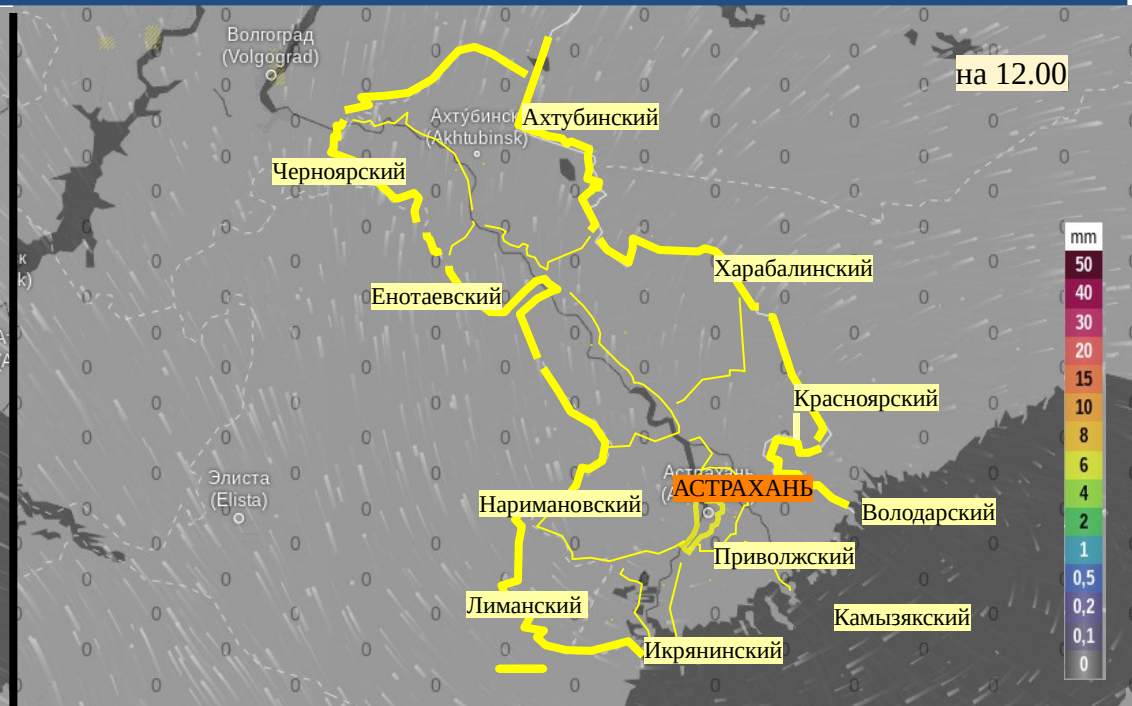 Волгоград
(Volgograd)
на 12.00
Ахтубинск
(Akhtubinsk)
Ахтубинский
Черноярский
mm
50
40
30
20
15
10
8
6
4
2
1
0,5
0,2
0,1
0
Харабалинский
Енотаевский
Красноярский
Элиста
(Elista)
Астрахань
АСТРАХАНЬ
Наримановский
Володарский
Приволжский
Лиманский
Камызякский
Икрянинский